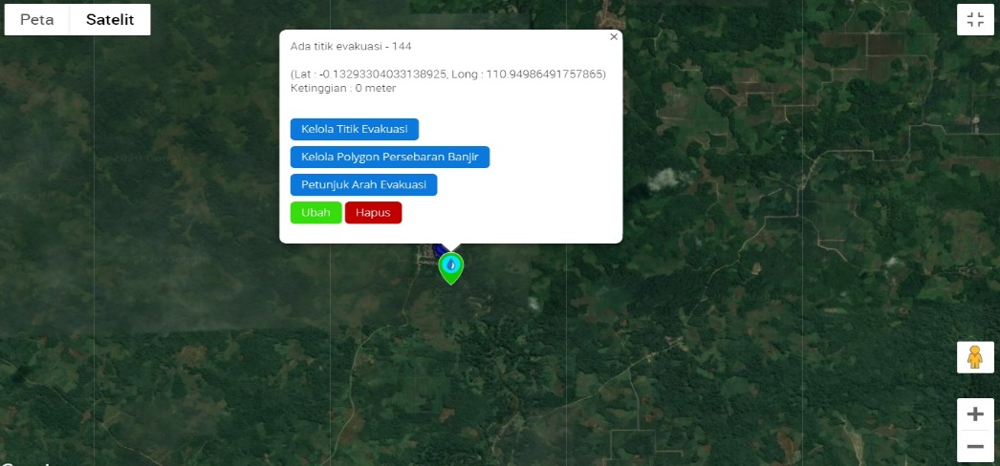 Peta Satelit
Ada titik evakuasi - 144
(Lat : -0.13293304033138925, Long : 110.94986491757865)
Ketinggian : 0 meter
Kelola Titik Evakuasi
Kelola Polygon Persebaran Banjir
Petunjuk Arah Evakuasi
Ubah Hapus